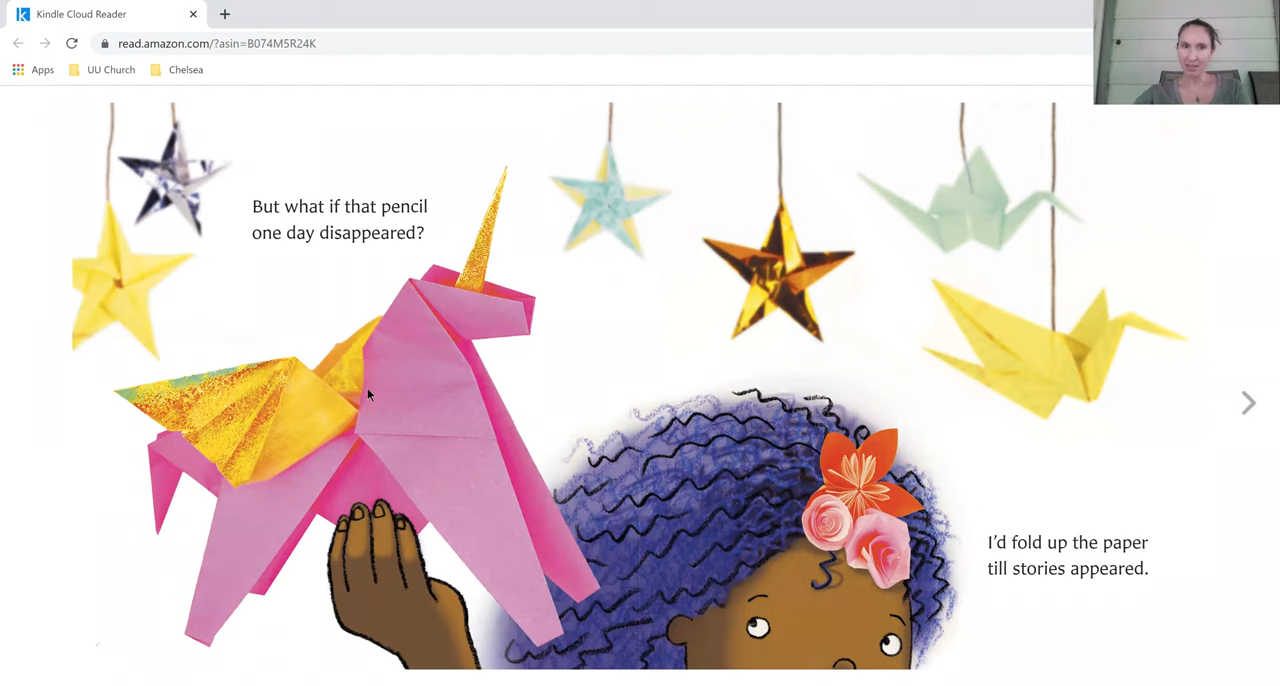 Kindle Cloud Reader
read.amazon.com/?asin=B074M5R24K
Apps
UU Church
Chelsea
But what if that pencil
one day disappeared?
I'd fold up the paper
till stories appeared.